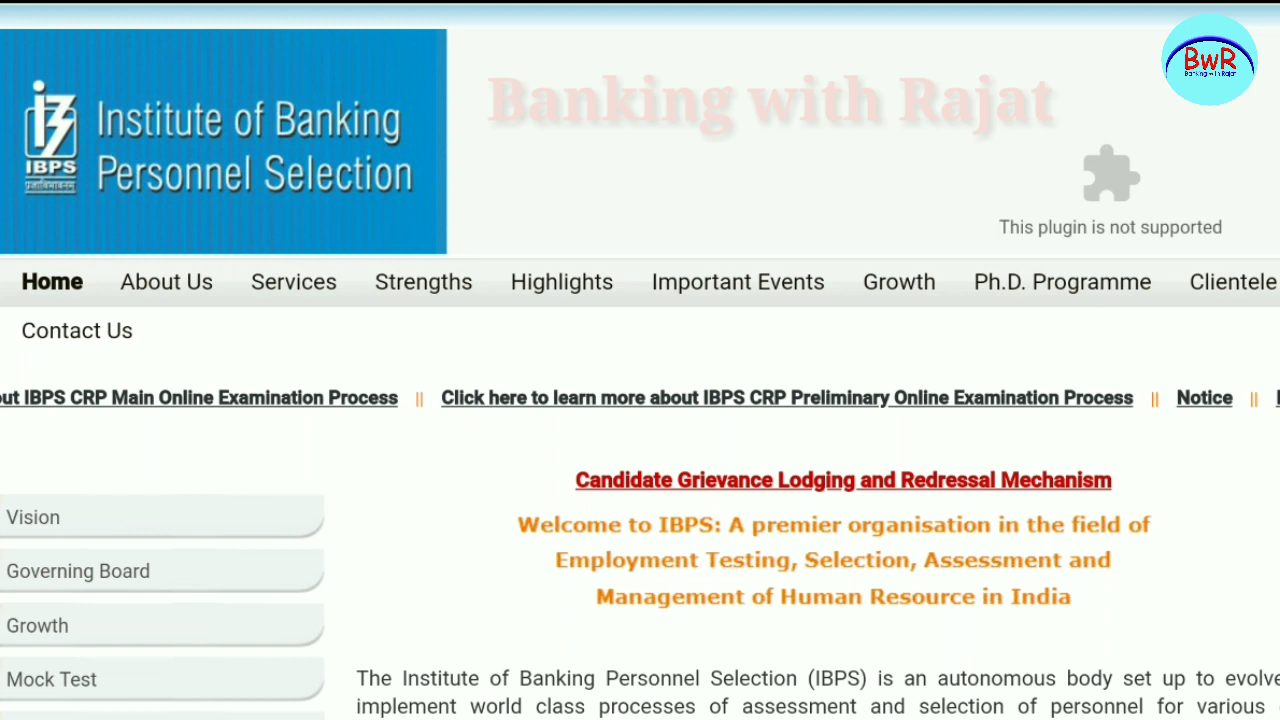 BwR
Banking with Rajat
Banking with Rajat
IBPS
Institute of Banking
Personnel Selection
This plugin is not supported
Home About Us Services Strengths Highlights Important Events Growth Ph.D. Programme Clientele
Contact Us
IBPS CRP Main Online Examination Process || Click here to learn more about IBPS CRP Preliminary Online Examination Process || Notice ||
Candidate Grievance Lodging and Redressal Mechanism
Welcome to IBPS: A premier organisation in the field of
Employment Testing, Selection, Assessment and
Management of Human Resource in India
Vision
Governing Board
Growth
Mock Test
The Institute of Banking Personnel Selection (IBPS) is an autonomous body set up to evolve
implement world class processes of assessment and selection of personnel for various